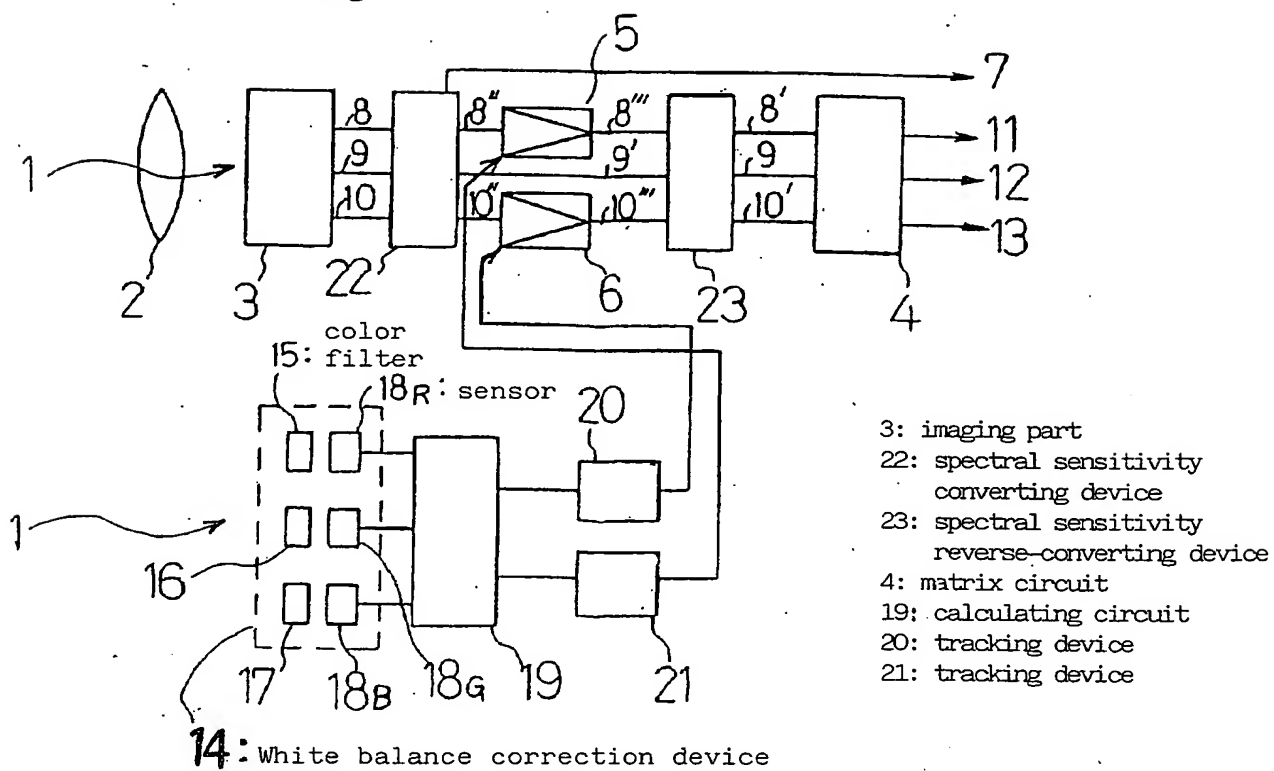 5
7
8
8"
8'''
8'
11
1
9
9'
9
12
10
10"
10'''
10'
13
2
3
22
6
23
4
15: color
filter
18R: sensor
20
3: imaging part
22: spectral sensitivity
converting device
23: spectral sensitivity
reverse-converting device
4: matrix circuit
19: calculating circuit
20: tracking device
21: tracking device
1
16
17
18B
18G
19
21
14: White balance correction device